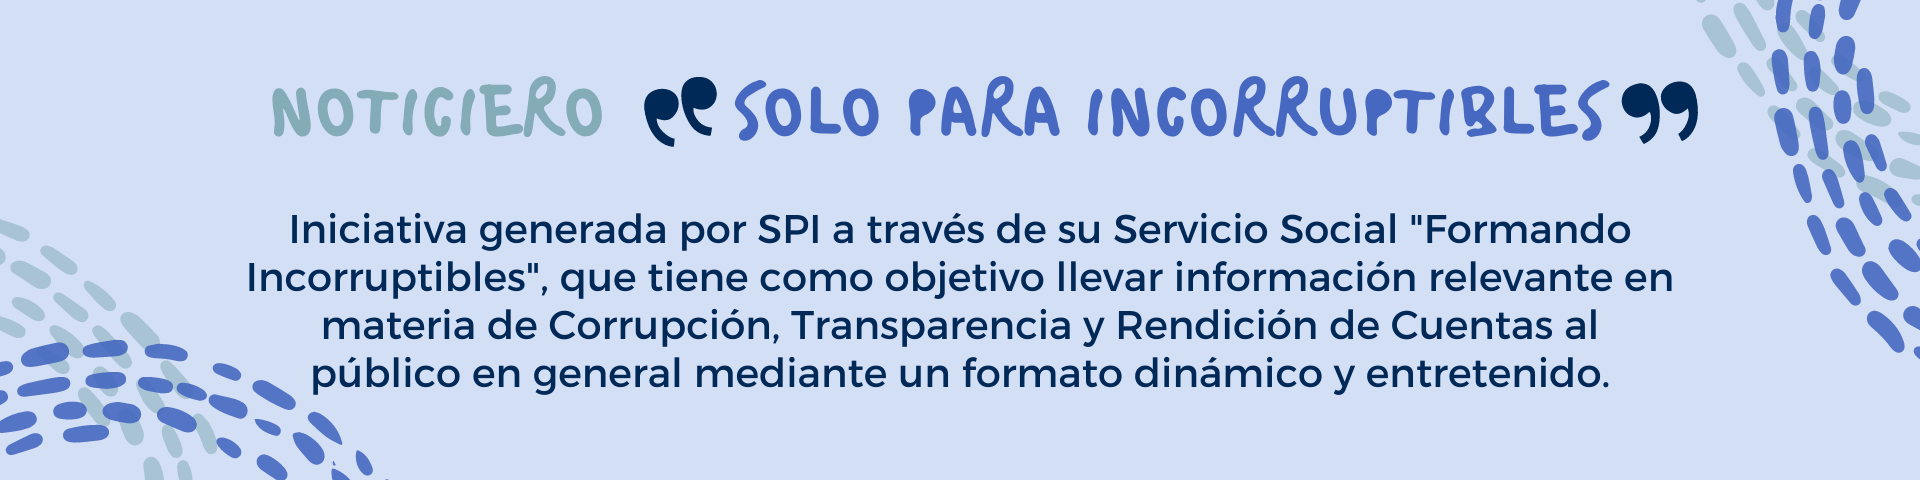 NOTICIERO “SOLO PARA INCORRUPTIBLES”
Iniciativa generada por SPI a través de su Servicio Social "Formando
Incorruptibles", que tiene como objetivo llevar información relevante en
materia de Corrupción, Transparencia y Rendición de Cuentas al
público en general mediante un formato dinámico y entretenido.